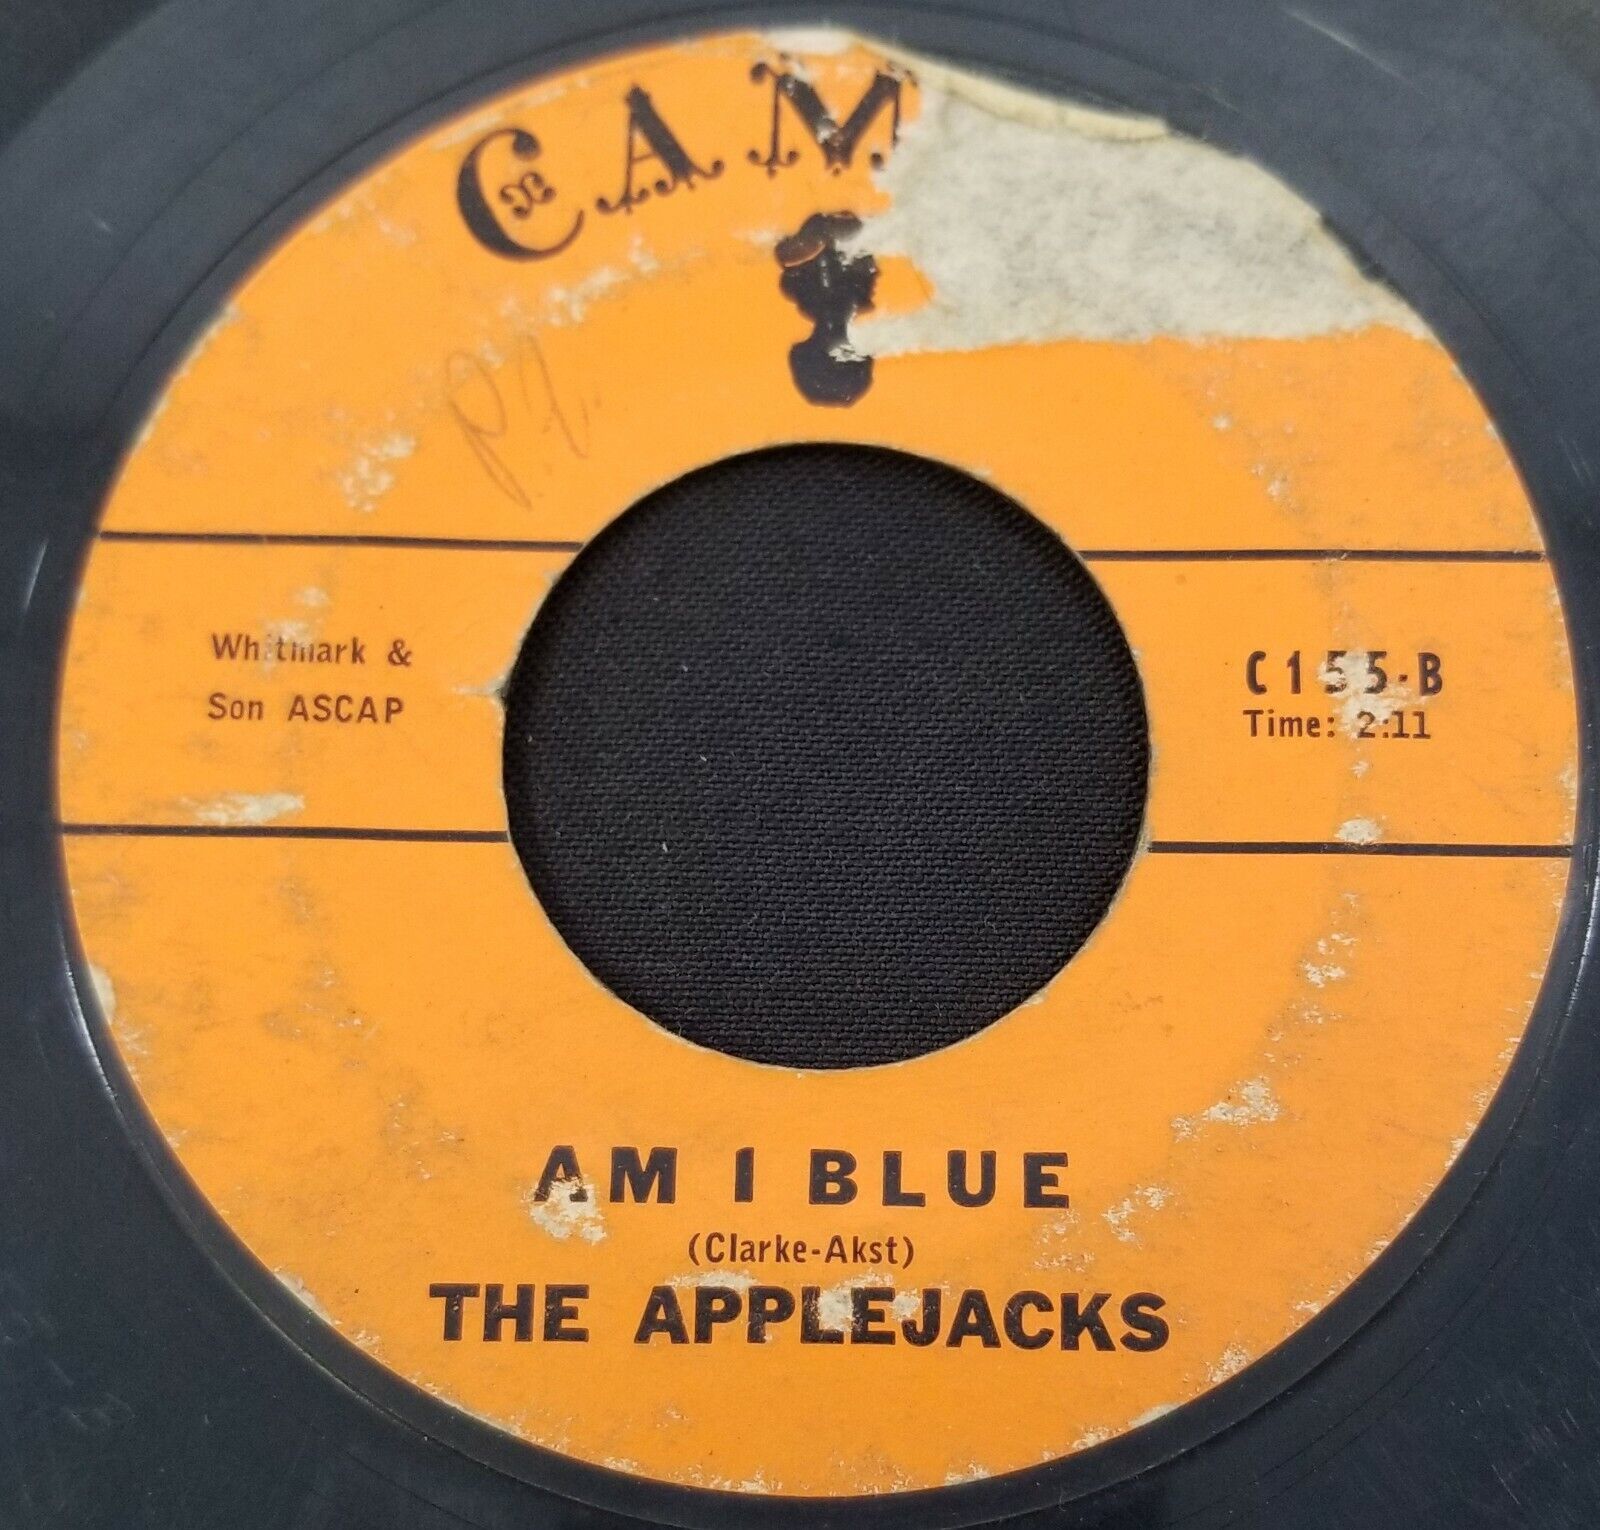 CAM
P.Z.
Whitmark &
Son ASCAP
C155-B
Time: 2:11
AM I BLUE
(Clarke-Akst)
THE APPLEJACKS